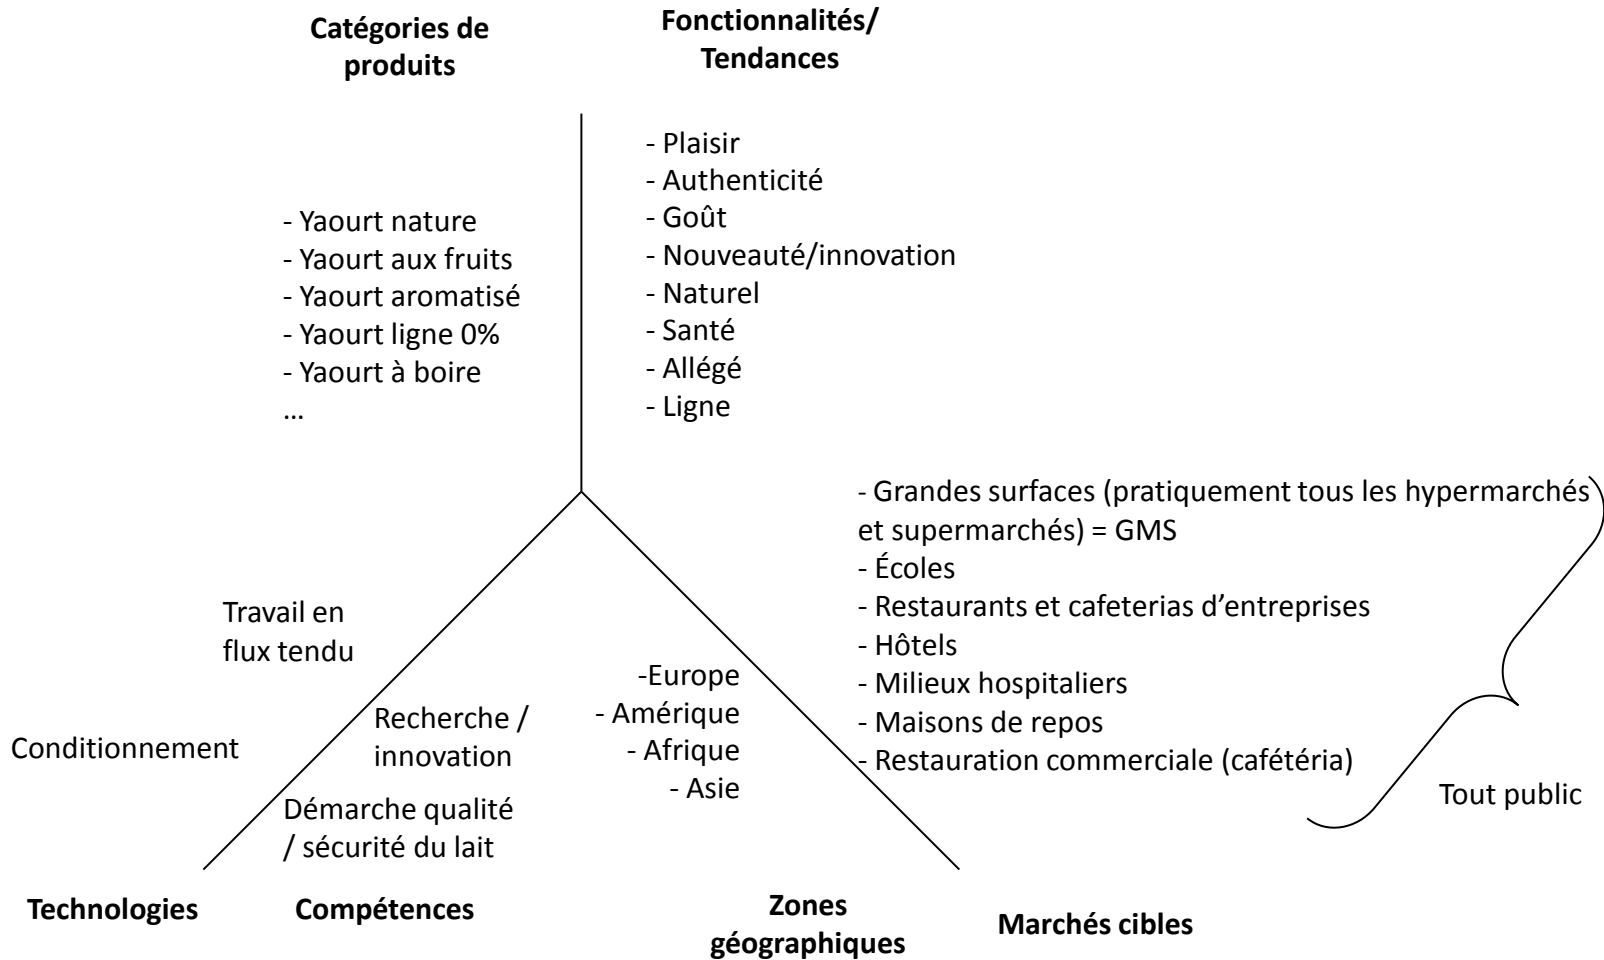 Catégories de
produits
Fonctionnalités/
Tendances
- Yaourt nature
- Yaourt aux fruits
- Yaourt aromatisé
- Yaourt ligne 0%
- Yaourt à boire
...
- Plaisir
- Authenticité
- Goût
- Nouveauté/innovation
- Naturel
- Santé
- Allégé
- Ligne
Travail en
flux tendu
Conditionnement
Technologies
Recherche /
innovation
Démarche qualité
/ sécurité du lait
Compétences
-Europe
- Amérique
- Afrique
- Asie
Zones
géographiques
- Grandes surfaces (pratiquement tous les hypermarchés
et supermarchés) = GMS
- Écoles
- Restaurants et cafeterias d’entreprises
- Hôtels
- Milieux hospitaliers
- Maisons de repos
- Restauration commerciale (cafétéria)
Tout public
Marchés cibles